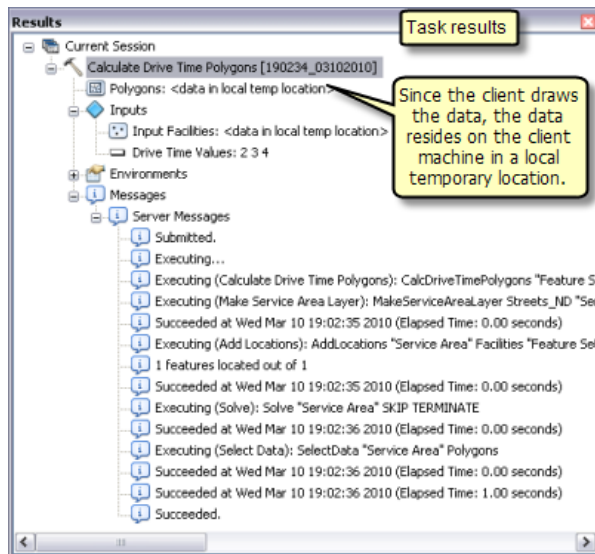 Results
Task results
Current Session
Calculate Drive Time Polygons [190234_03102010]
Polygons: <data in local temp location>
Since the client draws
the data, the data
resides on the client
machine in a local
temporary location.
Inputs
Input Facilities: <data in local temp location>
Drive Time Values: 2 3 4
Environments
Messages
Server Messages
Submitted.
Executing...
Executing (Calculate Drive Time Polygons): CalcDriveTimePolygons "Feature S
Executing (Make Service Area Layer): MakeServiceAreaLayer Streets_ND "Se
Succeeded at Wed Mar 10 19:02:35 2010 (Elapsed Time: 0.00 seconds)
Executing (Add Locations): AddLocations "Service Area" Facilities "Feature Se
1 features located out of 1
Succeeded at Wed Mar 10 19:02:35 2010 (Elapsed Time: 0.00 seconds)
Executing (Solve): Solve "Service Area" SKIP TERMINATE
Succeeded at Wed Mar 10 19:02:36 2010 (Elapsed Time: 0.00 seconds)
Executing (Select Data): SelectData "Service Area" Polygons
Succeeded at Wed Mar 10 19:02:36 2010 (Elapsed Time: 0.00 seconds)
Succeeded at Wed Mar 10 19:02:36 2010 (Elapsed Time: 1.00 seconds)
Succeeded.